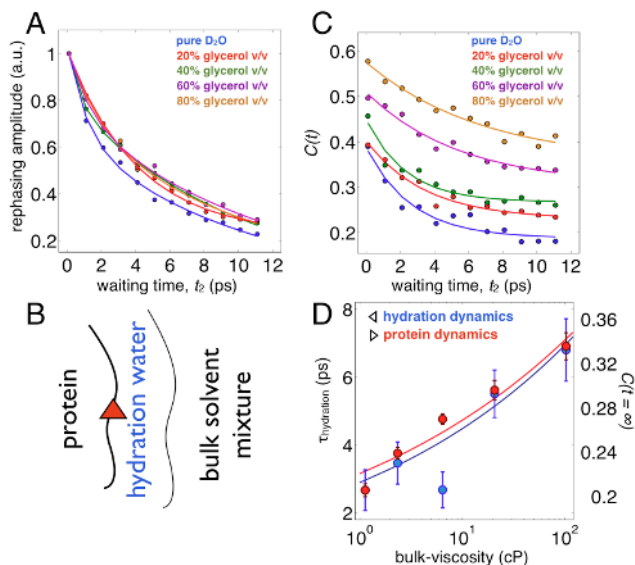 A
pure D₂O
20% glycerol v/v
40% glycerol v/v
60% glycerol v/v
80% glycerol v/v
rephasing amplitude (a.u.)
1
0.8
0.6
0.4
0.2
0 2 4 6 8 10 12
waiting time, t₂ (ps)
C
pure D₂O
20% glycerol v/v
40% glycerol v/v
60% glycerol v/v
80% glycerol v/v
C(t)
0.6
0.5
0.4
0.3
0.2
0 2 4 6 8 10 12
waiting time, t₂ (ps)
B
protein
hydration water
bulk solvent
mixture
D
hydration dynamics
protein dynamics
τhydration (ps)
8
6
4
2
C(t = ∞)
0.36
0.32
0.28
0.24
0.2
10⁰ 10¹ 10²
bulk-viscosity (cP)